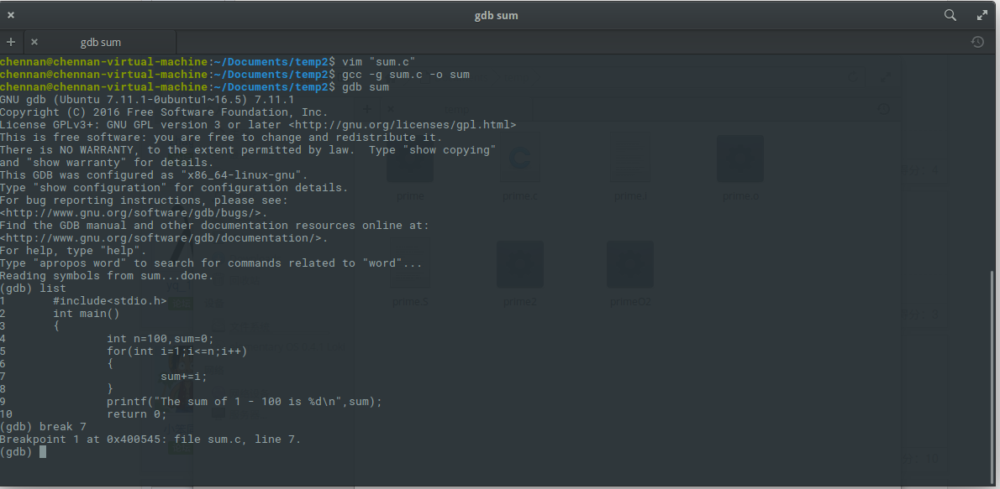 gdb sum
gdb sum
chennan@chennan-virtual-machine:~/Documents/temp2$ vim "sum.c"
chennan@chennan-virtual-machine:~/Documents/temp2$ gcc -g sum.c -o sum
chennan@chennan-virtual-machine:~/Documents/temp2$ gdb sum
GNU gdb (Ubuntu 7.11.1-0ubuntu1~16.5) 7.11.1
Copyright (C) 2016 Free Software Foundation, Inc.
License GPLv3+: GNU GPL version 3 or later <http://gnu.org/licenses/gpl.html>
This is free software: you are free to change and redistribute it.
There is NO WARRANTY, to the extent permitted by law.  Type "show copying"
and "show warranty" for details.
This GDB was configured as "x86_64-linux-gnu".
Type "show configuration" for configuration details.
For bug reporting instructions, please see:
<http://www.gnu.org/software/gdb/bugs/>.
Find the GDB manual and other documentation resources online at:
<http://www.gnu.org/software/gdb/documentation/>.
For help, type "help".
Type "apropos word" to search for commands related to "word"...
Reading symbols from sum...done.
(gdb) list
1       #include<stdio.h>
2       int main()
3       {
4               int n=100,sum=0;
5               for(int i=1;i<=n;i++)
6               {
7                       sum+=i;
8               }
9               printf("The sum of 1 - 100 is %d\n",sum);
10              return 0;
(gdb) break 7
Breakpoint 1 at 0x400545: file sum.c, line 7.
(gdb)
prime prime.c prime.i prime.o
prime.S prime2 primeO2